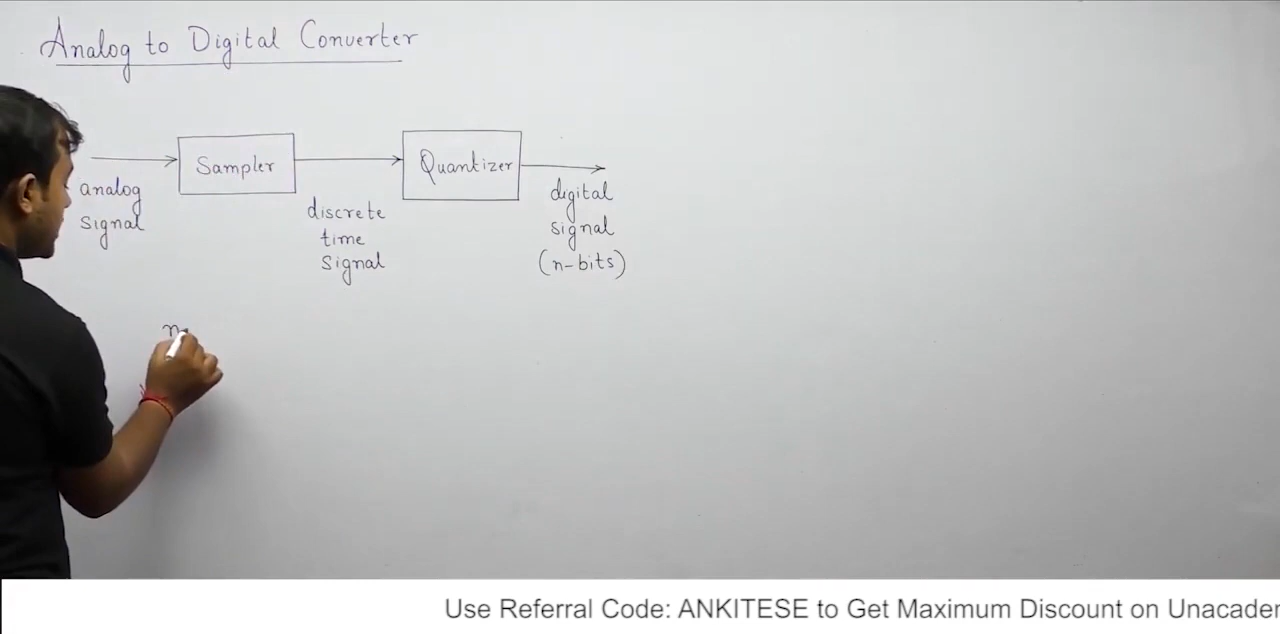 Analog to Digital Converter
Sampler
Quantizer
analog
signal
discrete
time
signal
digital
signal
(n-bits)
n
Use Referral Code: ANKITESE to Get Maximum Discount on Unacader